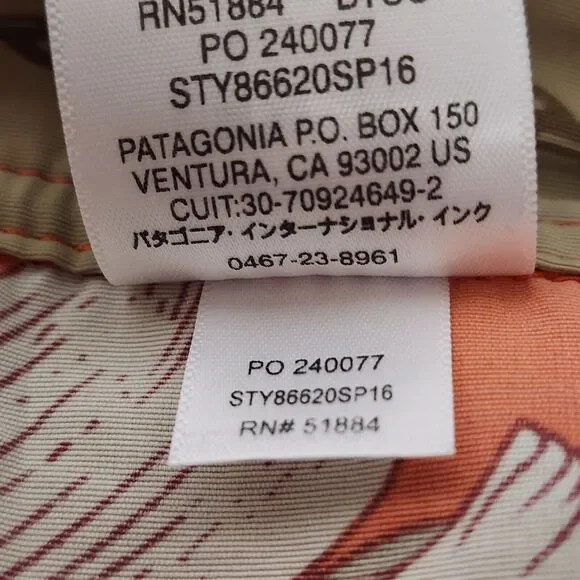 RN51884
PO 240077
STY86620SP16
PATAGONIA P.O. BOX 150
VENTURA, CA 93002 US
CUIT:30-70924649-2
パタゴニア・インターナショナル・インク
0467-23-8961
PO 240077
STY86620SP16
RN# 51884